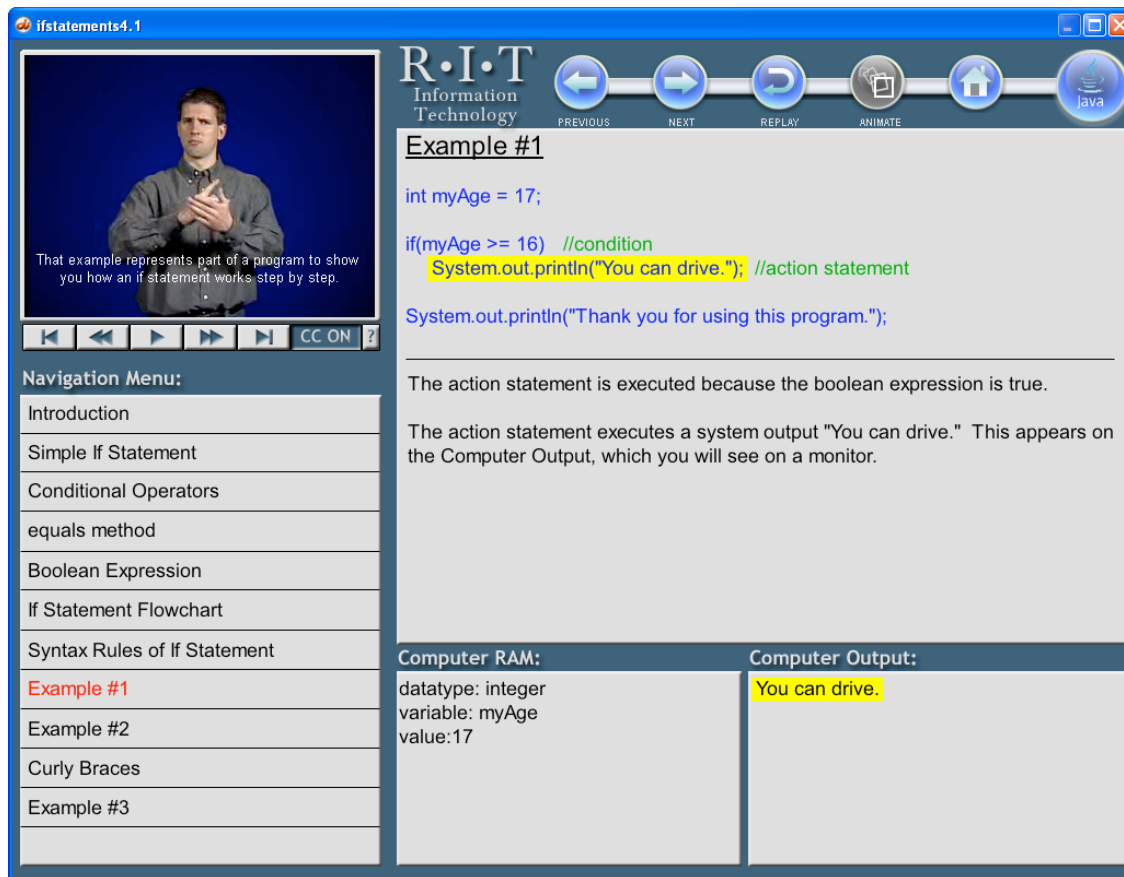 ifstatements4.1
R•I•T
Information
Technology
PREVIOUS
NEXT
REPLAY
ANIMATE
Java
That example represents part of a program to show
you how an if statement works step by step.
CC ON
?
Navigation Menu:
Introduction
Simple If Statement
Conditional Operators
equals method
Boolean Expression
If Statement Flowchart
Syntax Rules of If Statement
Example #1
Example #2
Curly Braces
Example #3
Example #1
int myAge = 17;
if(myAge >= 16) //condition
System.out.println("You can drive."); //action statement
System.out.println("Thank you for using this program.");
The action statement is executed because the boolean expression is true.
The action statement executes a system output "You can drive." This appears on
the Computer Output, which you will see on a monitor.
Computer RAM:
datatype: integer
variable: myAge
value:17
Computer Output:
You can drive.